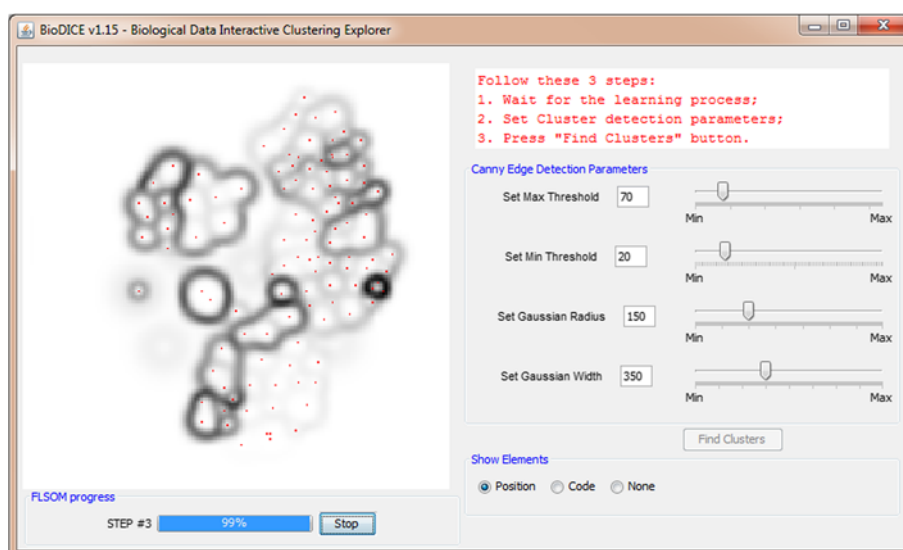 BioDICE v1.15 - Biological Data Interactive Clustering Explorer
Follow these 3 steps:
1. Wait for the learning process;
2. Set Cluster detection parameters;
3. Press "Find Clusters" button.
Canny Edge Detection Parameters
Set Max Threshold 70
Min Max
Set Min Threshold 20
Min Max
Set Gaussian Radius 150
Min Max
Set Gaussian Width 350
Min Max
Find Clusters
Show Elements
Position Code None
FLSOM progress
STEP #3 99% Stop